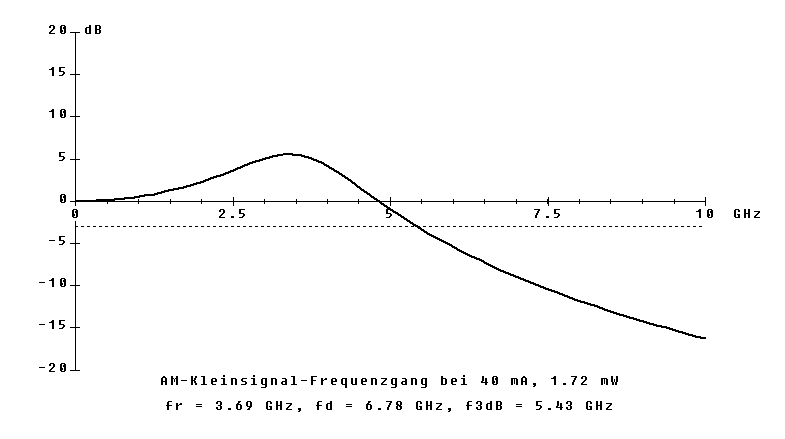 20 dB
15
10
5
0
0 2.5 5 7.5 10 GHz
-5
-10
-15
-20
AM-Kleinsignal-Frequenzgang bei 40 mA, 1.72 mW
fr = 3.69 GHz, fd = 6.78 GHz, f3dB = 5.43 GHz